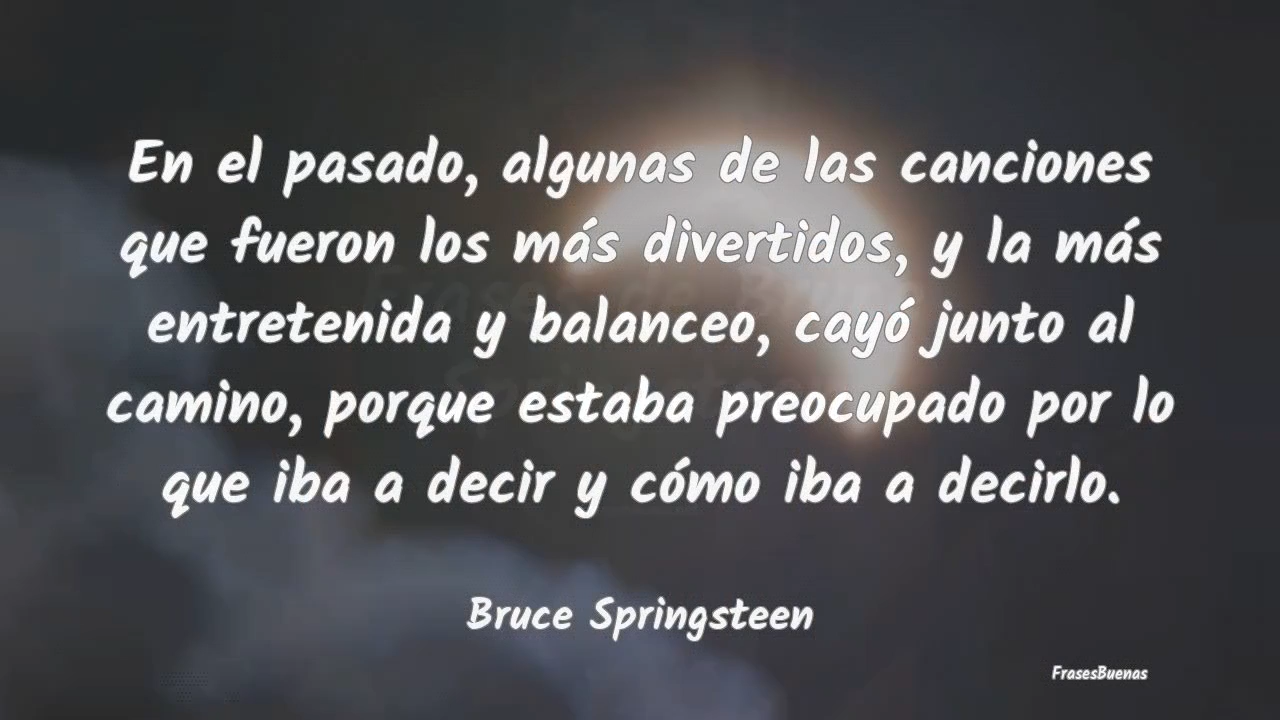 En el pasado, algunas de las canciones
que fueron los más divertidos, y la más
entretenida y balanceo, cayó junto al
camino, porque estaba preocupado por lo
que iba a decir y cómo iba a decirlo.
Bruce Springsteen
FrasesBuenas